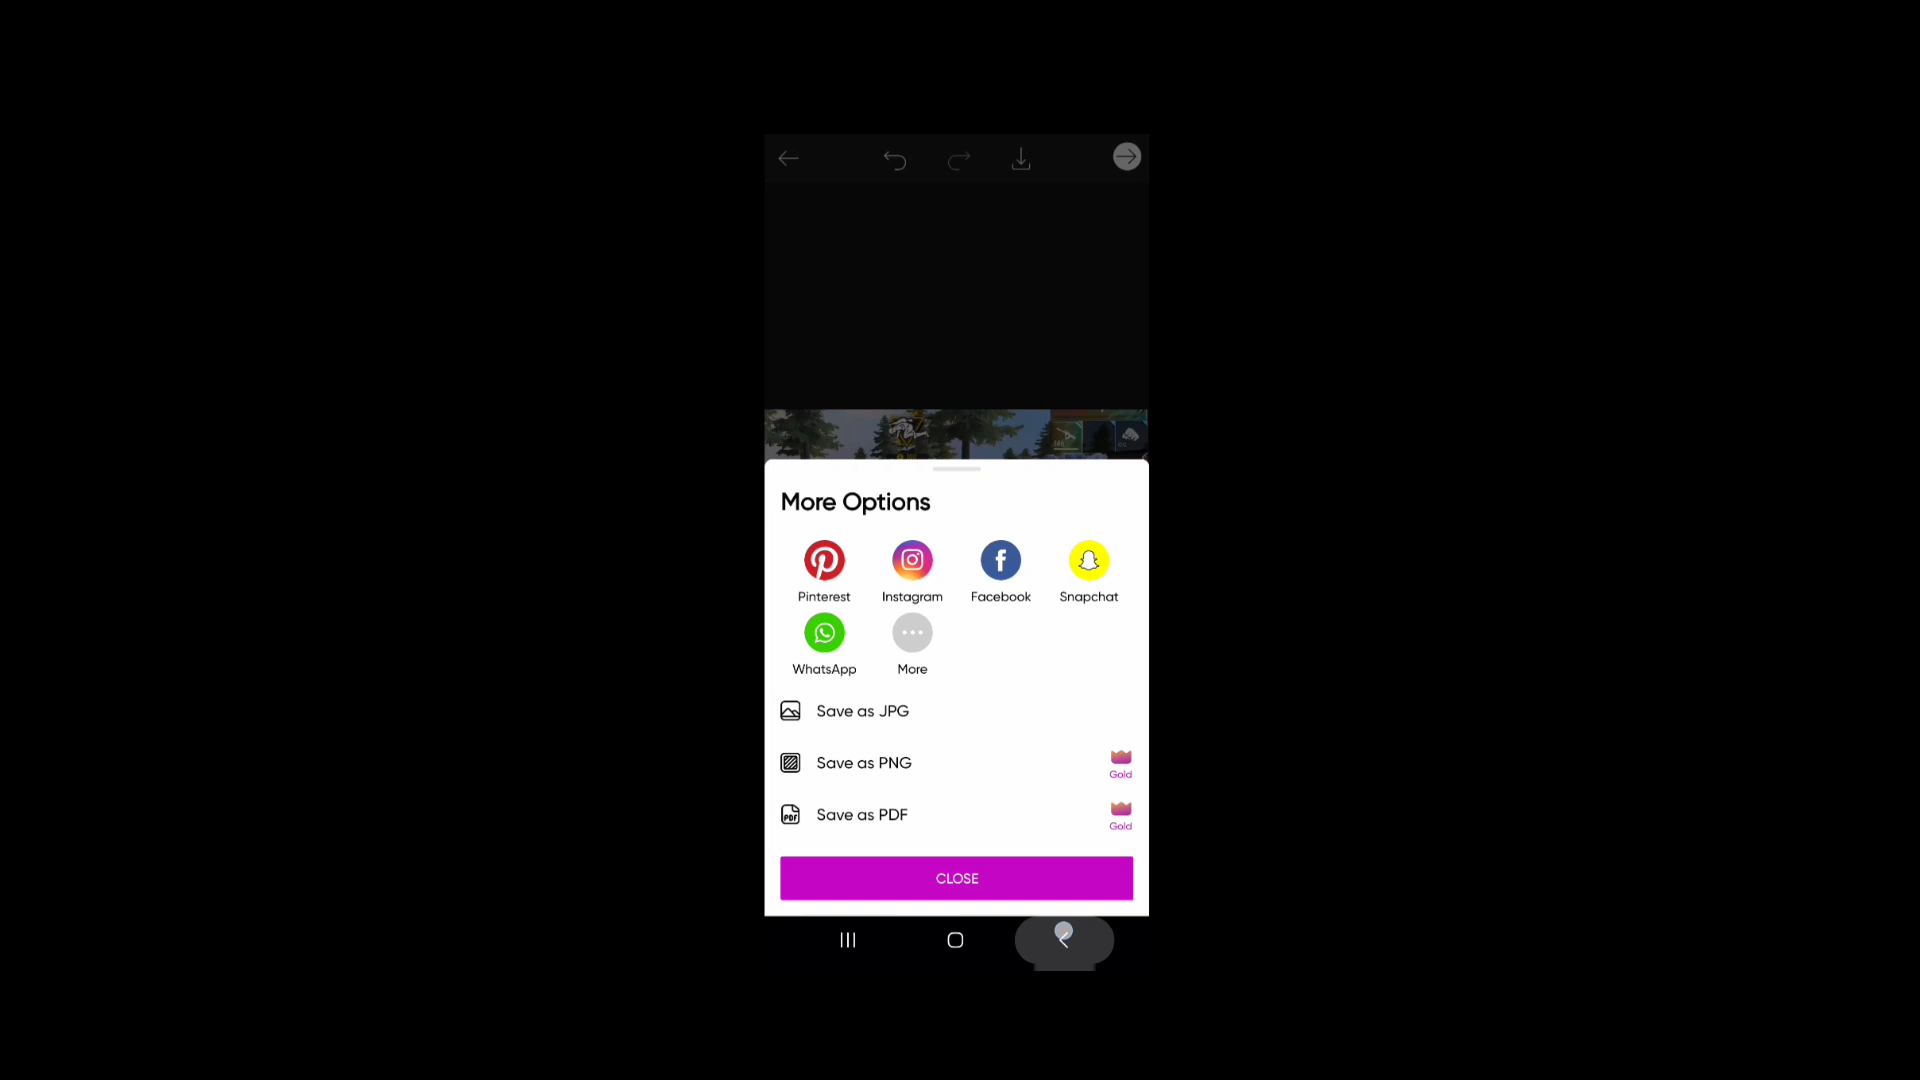 More Options
Pinterest Instagram Facebook Snapchat
WhatsApp More
Save as JPG
Save as PNG
Gold
PDF Save as PDF
Gold
CLOSE